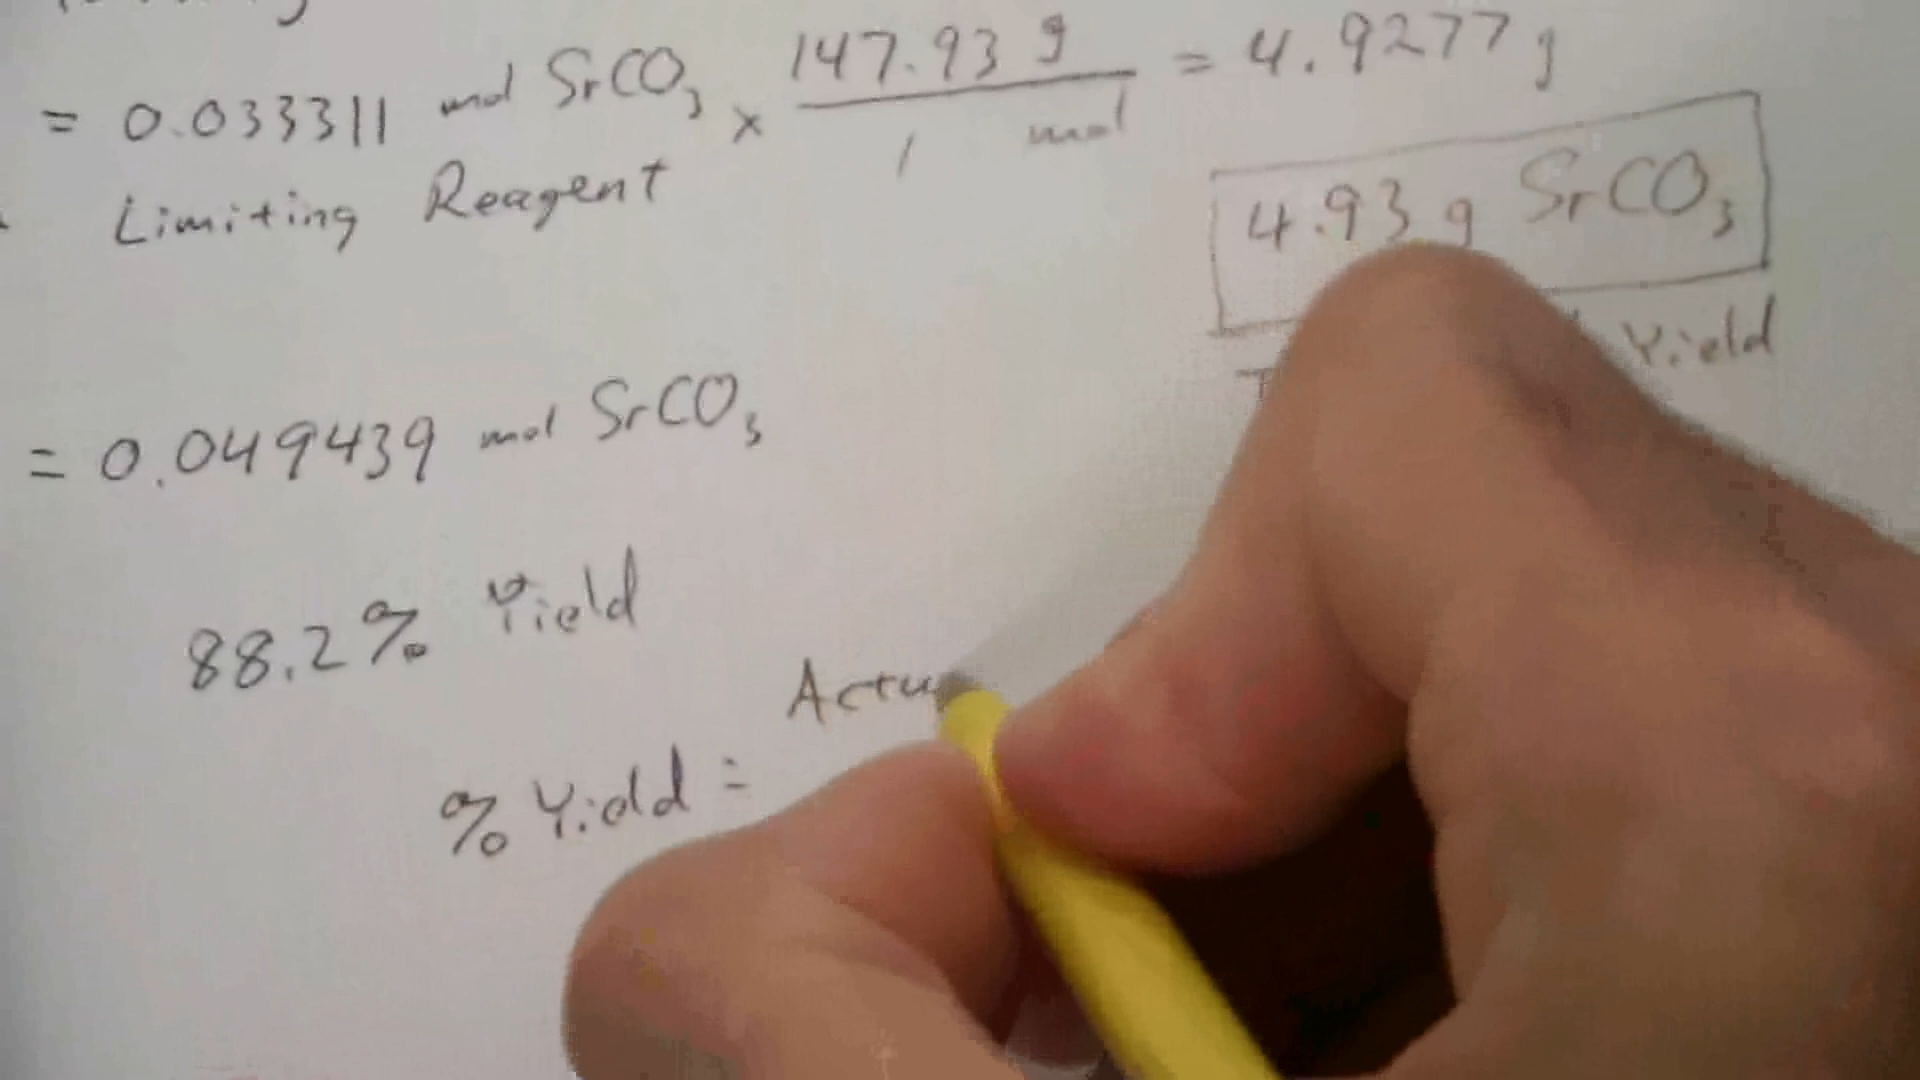 = 0.033311 mol SrCO3 x 147.93 g / 1 mol = 4.9277 g
Limiting Reagent
4.93 g SrCO3
Yield
= 0.049439 mol SrCO3
88.2% Yield
% Yield = Actu